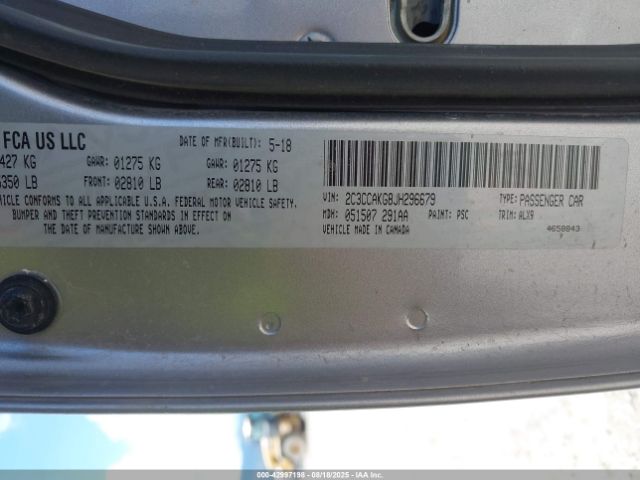 FCA US LLC DATE OF MFR(BUILT): 5-18
427 KG GAWR: 01275 KG GAWR: 01275 KG
350 LB FRONT: 02810 LB REAR: 02810 LB
VEHICLE CONFORMS TO ALL APPLICABLE U.S.A. FEDERAL MOTOR VEHICLE SAFETY,
BUMPER AND THEFT PREVENTION STANDARDS IN EFFECT ON
THE DATE OF MANUFACTURE SHOWN ABOVE.
VIN: 2C3CCAKG8JH296679 TYPE: PASSENGER CAR
MDH: 051507 291AA PAINT: PSC TRIM: ALX9
VEHICLE MADE IN CANADA 4658843
000-42997198 - 08/18/2025 - COPART